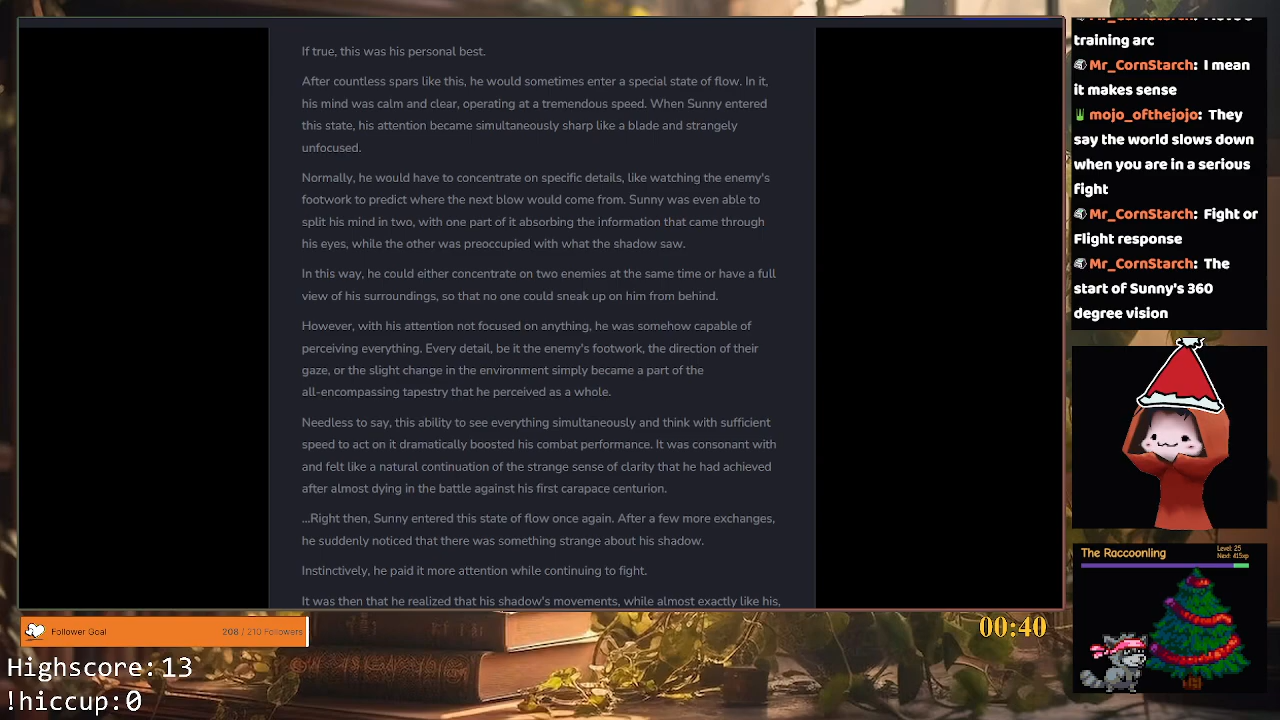 If true, this was his personal best.
After countless spars like this, he would sometimes enter a special state of flow. In it,
his mind was calm and clear, operating at a tremendous speed. When Sunny entered
this state, his attention became simultaneously sharp like a blade and strangely
unfocused.
Normally, he would have to concentrate on specific details, like watching the enemy's
footwork to predict where the next blow would come from. Sunny was even able to
split his mind in two, with one part of it absorbing the information that came through
his eyes, while the other was preoccupied with what the shadow saw.
In this way, he could either concentrate on two enemies at the same time or have a full
view of his surroundings, so that no one could sneak up on him from behind.
However, with his attention not focused on anything, he was somehow capable of
perceiving everything. Every detail, be it the enemy's footwork, the direction of their
gaze, or the slight change in the environment simply became a part of the
all-encompassing tapestry that he perceived as a whole.
Needless to say, this ability to see everything simultaneously and think with sufficient
speed to act on it dramatically boosted his combat performance. It was consonant with
and felt like a natural continuation of the strange sense of clarity that he had achieved
after almost dying in the battle against his first carapace centurion.
...Right then, Sunny entered this state of flow once again. After a few more exchanges,
he suddenly noticed that there was something strange about his shadow.
Instinctively, he paid it more attention while continuing to fight.
It was then that he realized that his shadow's movements, while almost exactly like his,
training arc
Mr_CornStarch: I mean
it makes sense
mojo_ofthejojo: They
say the world slows down
when you are in a serious
fight
Mr_CornStarch: Fight or
Flight response
Mr_CornStarch: The
start of Sunny's 360
degree vision
The Raccoonling
Level: 25
Next: 415xp
Follower Goal
208 / 210 Followers
00:40
Highscore:13
!hiccup:0